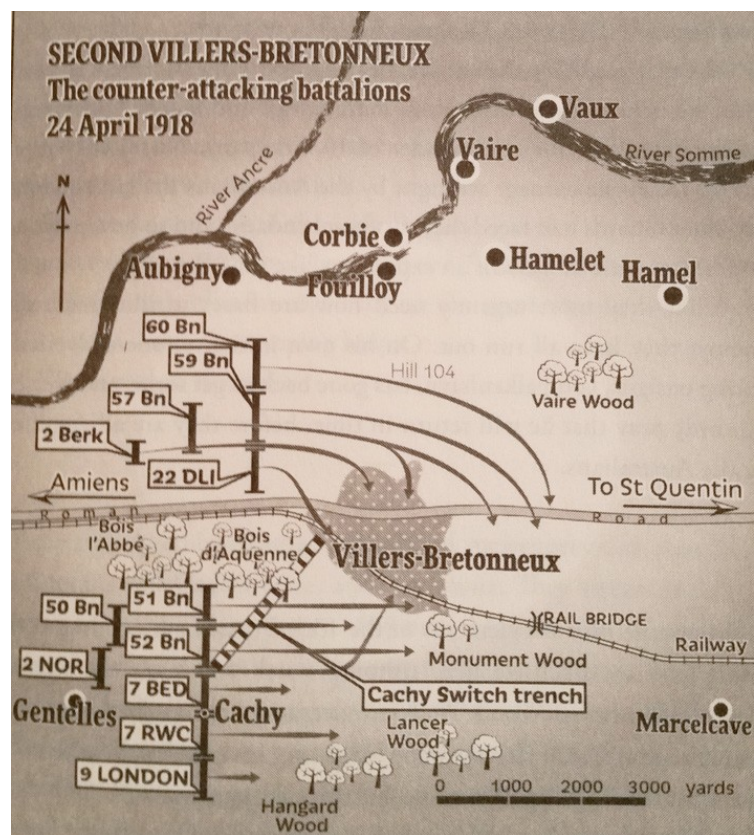 SECOND VILLERS-BRETONNEUX
The counter-attacking battalions
24 April 1918
Vaux
River Somme
Vaire
N
River Ancre
Corbie
Hamelet
Aubigny
Fouilloy
Hamel
60 Bn
59 Bn
Hill 104
57 Bn
Vaire Wood
2 Berk
22 DLI
Amiens
To St Quentin
Roman Road
Bois
l'Abbé
Bois
d'Aquenne
Villers-Bretonneux
51 Bn
50 Bn
RAIL BRIDGE
52 Bn
Railway
Monument Wood
2 NOR
7 BED
Cachy Switch trench
Gentelles
Cachy
Marcelcave
7 RWC
Lancer
Wood
9 LONDON
0 1000 2000 3000 yards
Hangard
Wood